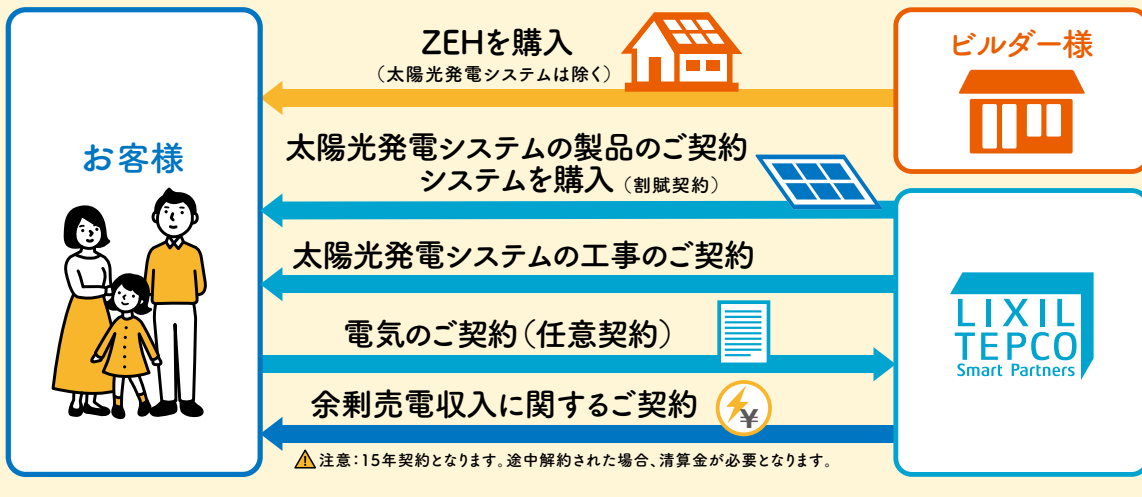 ZEHを購入
（太陽光発電システムは除く）
ビルダー様
お客様
太陽光発電システムの製品のご契約
システムを購入（割賦契約）
太陽光発電システムの工事のご契約
電気のご契約（任意契約）
余剰売電収入に関するご契約
¥
注意：15年契約となります。途中解約された場合、清算金が必要となります。
LIXIL
TEPCO
Smart Partners